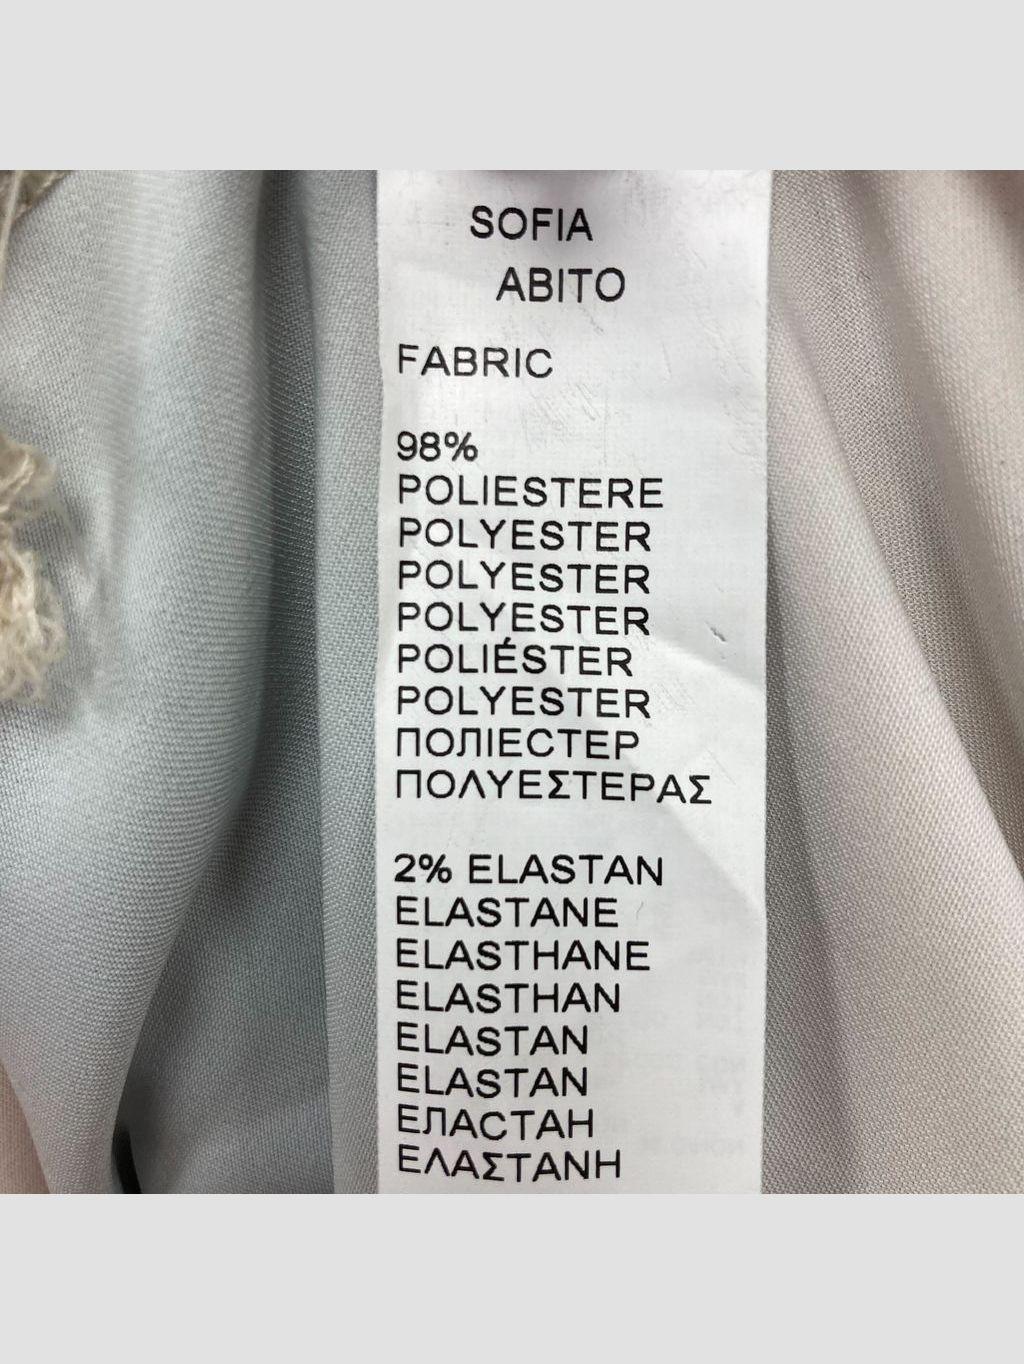 SOFIA
ABITO
FABRIC
98%
POLIESTERE
POLYESTER
POLYESTER
POLYESTER
POLIÉSTER
POLYESTER
ПОЛІЕСТЕР
ΠΟΛΥΕΣΤΕΡΑΣ
2% ELASTAN
ELASTANE
ELASTHANE
ELASTHAN
ELASTAN
ELASTAN
ЕЛАСТАН
ΕΛΑΣΤΑΝΗ